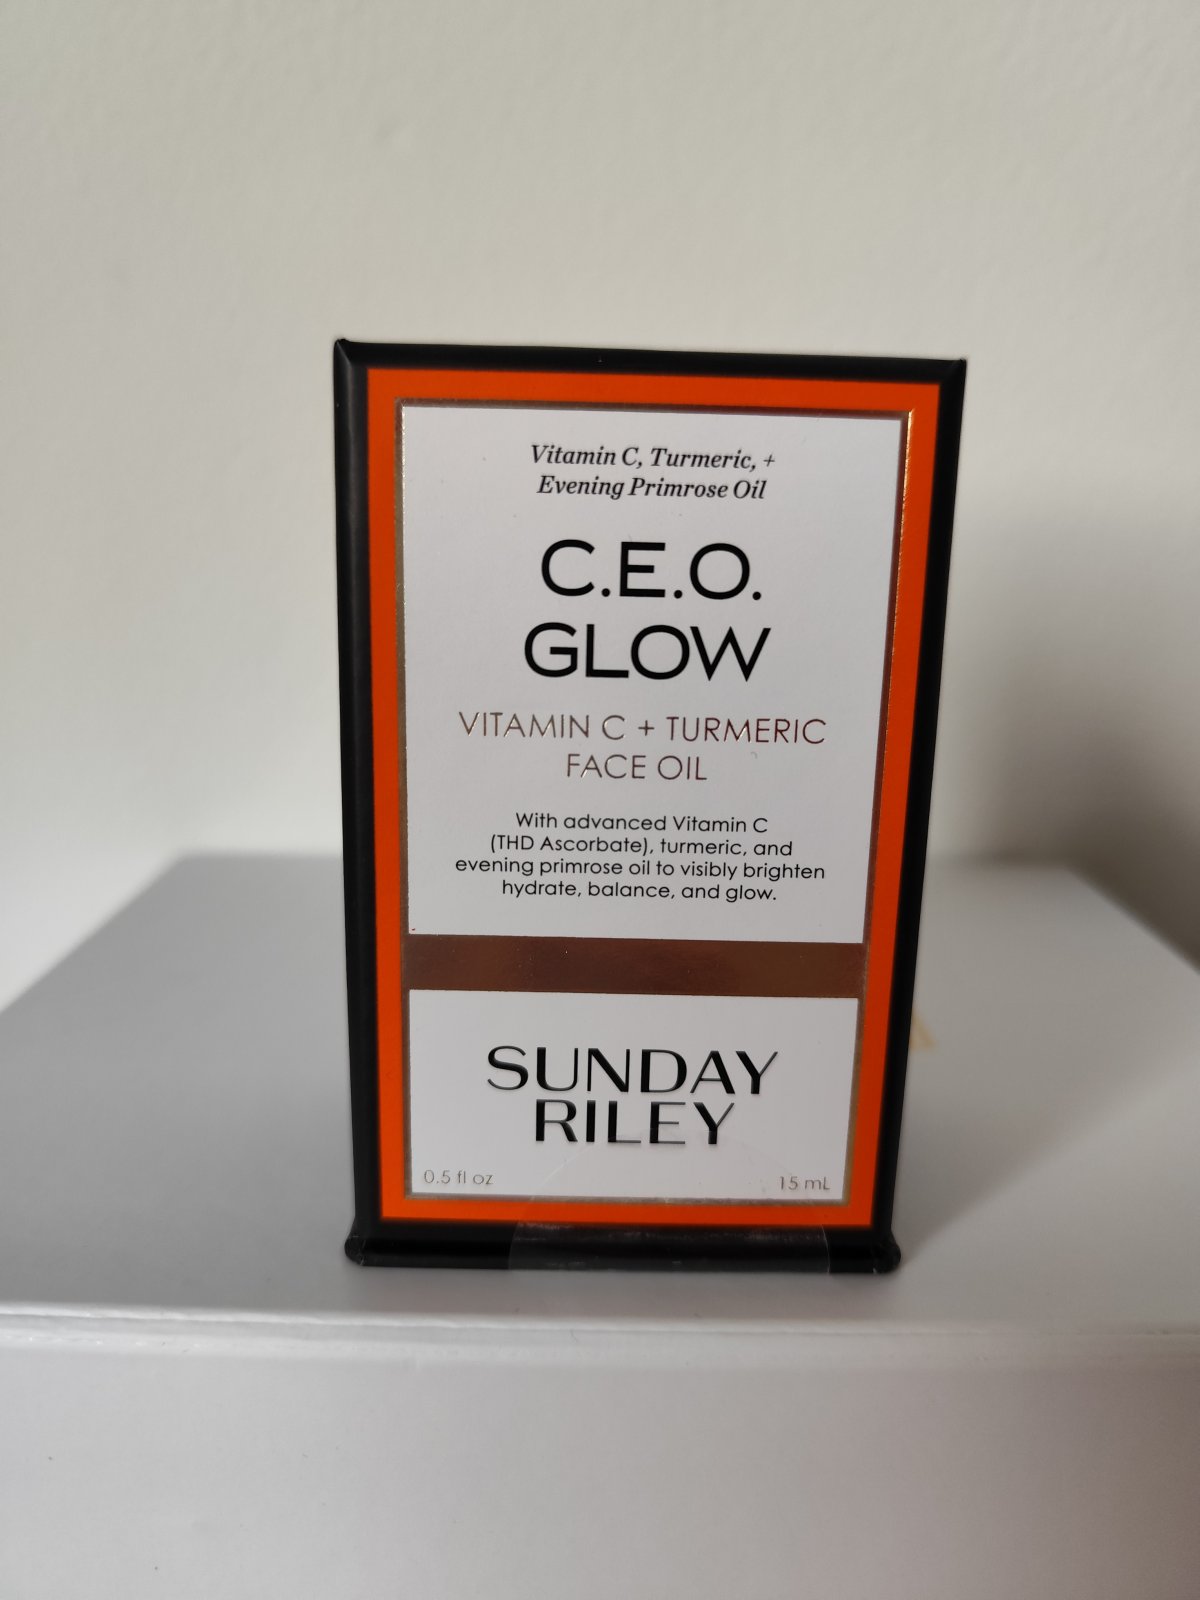 Vitamin C, Turmeric, +
Evening Primrose Oil
C.E.O.
GLOW
VITAMIN C + TURMERIC
FACE OIL
With advanced Vitamin C
(THD Ascorbate), turmeric, and
evening primrose oil to visibly brighten
hydrate, balance, and glow.
SUNDAY
RILEY
0.5 fl oz 15 mL